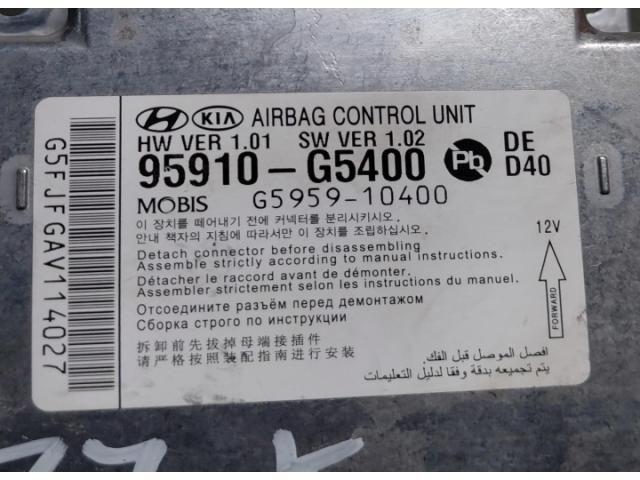 KIA AIRBAG CONTROL UNIT
HW VER 1.01 SW VER 1.02
95910-G5400 Pb DE D40
MOBIS G5959-10400
G5FJFGAV114027
이 장치를 떼어내기 전에 커넥터를 분리시키시오.
안내 책자의 지침에 따라서만 이 장치를 조립하십시오.
Detach connector before disassembling
Assemble strictly according to manual instructions.
Détacher le raccord avant de démonter.
Assembler strictement selon les instructions du manuel.
Отсоедините разъём перед демонтажом
Сборка строго по инструкции
拆卸前先拔掉母端接插件
请严格按照装配指南进行安装
12V
FORWARD
افصل الموصل قبل الفك.
يتم تجميعه بدقة وفقا لدليل التعليمات